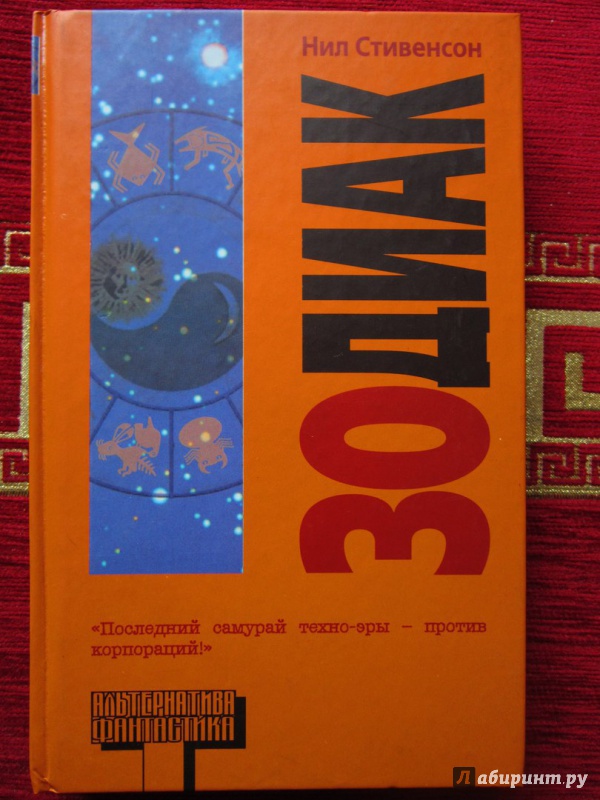 Нил Стивенсон
ЗОДИАК
«Последний самурай техно-эры – против
корпораций!»
АЛЬТЕРНАТИВА
ФАНТАСТИКА
Лабиринт.ру